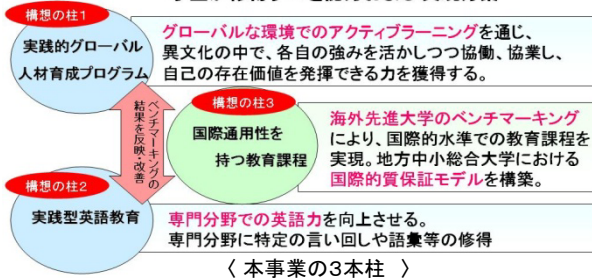 構想の柱1
実践的グローバル
人材育成プログラム
グローバルな環境でのアクティブラーニングを通じ、
異文化の中で、各自の強みを活かしつつ協働、協業し、
自己の存在価値を発揮できる力を獲得する。
ベンチマーキングの
結果を反映・改善
構想の柱3
国際通用性を
持つ教育課程
海外先進大学のベンチマーキング
により、国際的水準での教育課程を
実現。地方中小総合大学における
国際的質保証モデルを構築。
構想の柱2
実践型英語教育
専門分野での英語力を向上させる。
専門分野に特定の言い回しや語彙等の修得
〈 本事業の3本柱 〉